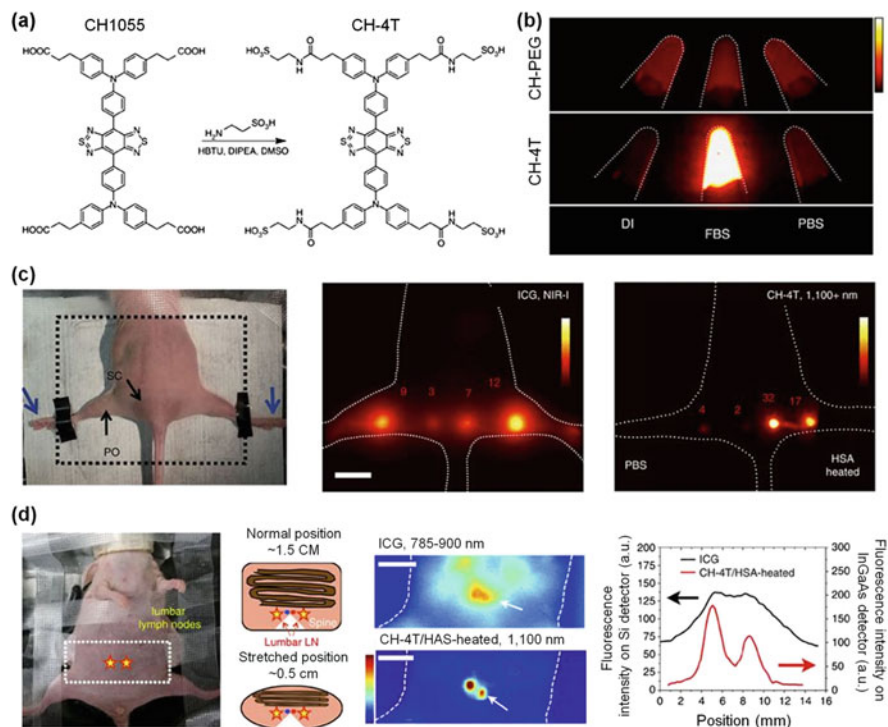 (a)
CH1055
CH-4T
HOOC
COOH
HOOC
COOH
N
N
N
S
N
N
S
N
H₂N
SO₃H
HBTU, DIPEA, DMSO
HO₃S
N
H
O
N
O
N
H
SO₃H
N
S
N
N
S
N
HO₃S
N
H
O
N
O
N
H
SO₃H
(b)
CH-PEG
CH-4T
DI
FBS
PBS
(c)
SC
PO
ICG, NIR-I
9
3
7
12
CH-4T, 1,100+ nm
4
2
32
17
PBS
HSA
heated
(d)
lumbar
lymph nodes
Normal position
~1.5 CM
Spine
Lumbar LN
Stretched position
~0.5 cm
ICG, 785-900 nm
CH-4T/HAS-heated, 1,100 nm
Fluorescence
intensity on Si detector (a.u.)
200
175
150
125
100
75
50
25
0
ICG
CH-4T/HSA-heated
300
250
200
150
100
50
0
Fluorescence intensity on
InGaAs detector (a.u.)
0 2 4 6 8 10 12 14 16
Position (mm)